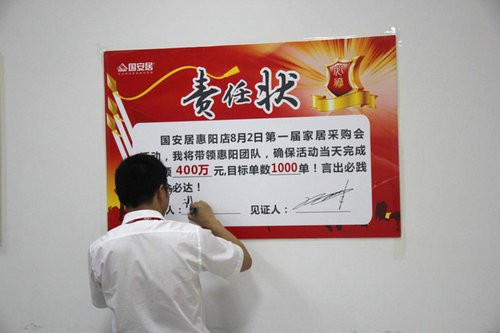 国安居
责任状
国安居惠阳店8月2日第一届家居采购会
动，我将带领惠阳团队，确保活动当天完成
400万元,目标单数1000单！言出必践
必达！
人： 见证人：